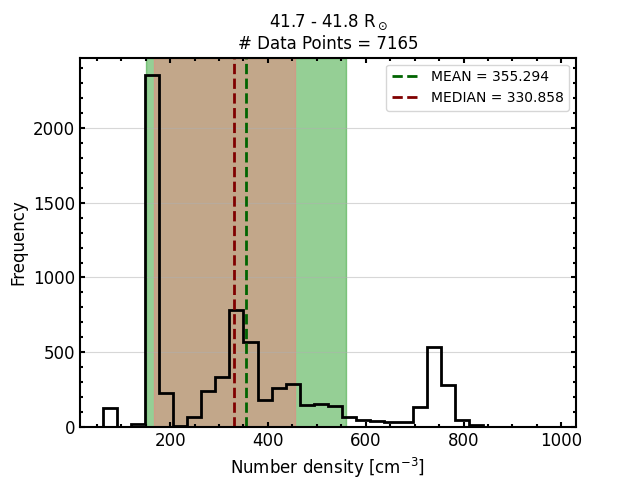 41.7 - 41.8 R⊙
# Data Points = 7165
MEAN = 355.294
MEDIAN = 330.858
Frequency
2000
1500
1000
500
0
200 400 600 800 1000
Number density [cm⁻³]